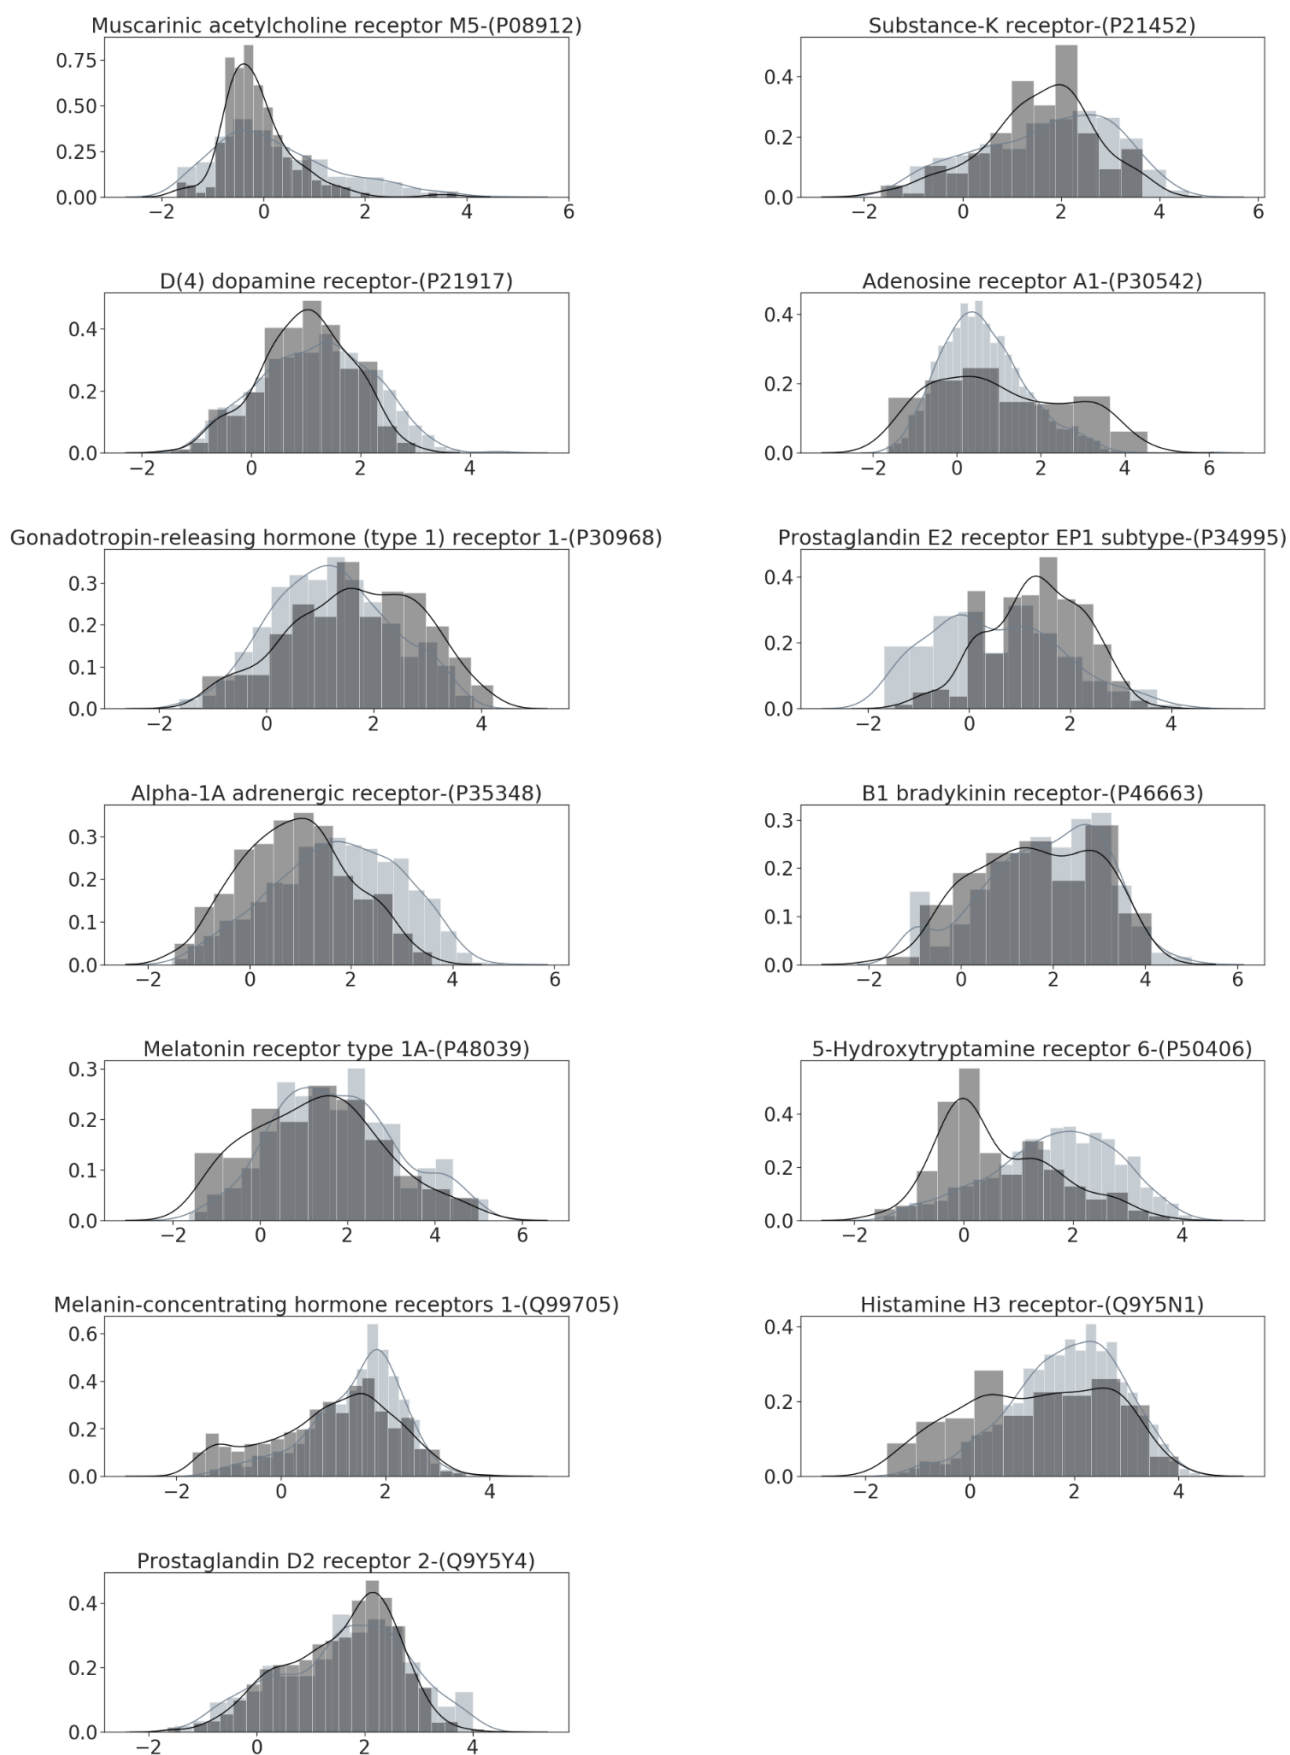 Muscarinic acetylcholine receptor M5-(P08912)
0.75
0.50
0.25
0.00
−2 0 2 4 6
Substance-K receptor-(P21452)
0.4
0.2
0.0
−2 0 2 4 6
D(4) dopamine receptor-(P21917)
0.4
0.2
0.0
−2 0 2 4
Adenosine receptor A1-(P30542)
0.4
0.2
0.0
−2 0 2 4 6
Gonadotropin-releasing hormone (type 1) receptor 1-(P30968)
0.3
0.2
0.1
0.0
−2 0 2 4
Prostaglandin E2 receptor EP1 subtype-(P34995)
0.4
0.2
0.0
−2 0 2 4
Alpha-1A adrenergic receptor-(P35348)
0.3
0.2
0.1
0.0
−2 0 2 4 6
B1 bradykinin receptor-(P46663)
0.3
0.2
0.1
0.0
−2 0 2 4 6
Melatonin receptor type 1A-(P48039)
0.3
0.2
0.1
0.0
−2 0 2 4 6
5-Hydroxytryptamine receptor 6-(P50406)
0.4
0.2
0.0
−2 0 2 4
Melanin-concentrating hormone receptors 1-(Q99705)
0.6
0.4
0.2
0.0
−2 0 2 4
Histamine H3 receptor-(Q9Y5N1)
0.4
0.2
0.0
−2 0 2 4
Prostaglandin D2 receptor 2-(Q9Y5Y4)
0.4
0.2
0.0
−2 0 2 4